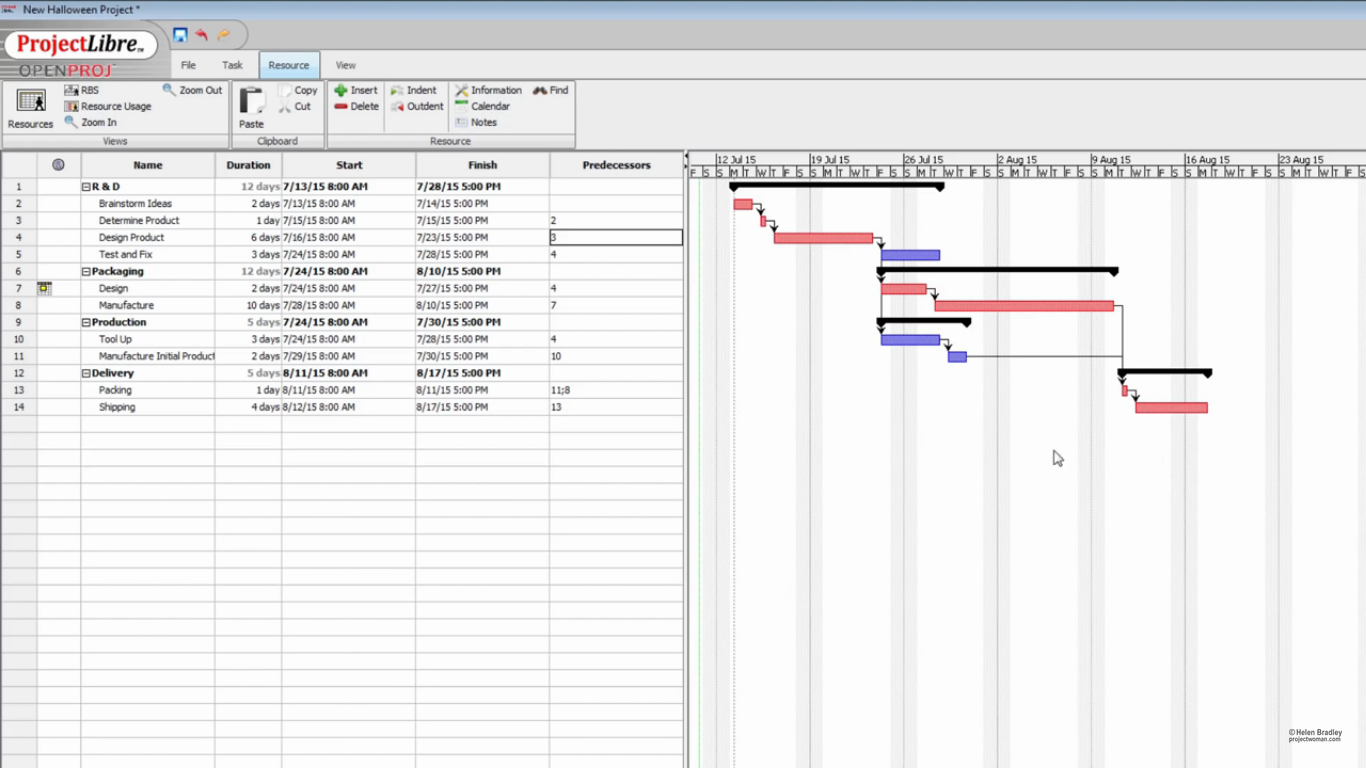 New Halloween Project *
ProjectLibre™
OPENPROJ
File Task Resource View
RBS Zoom Out Copy Insert Indent Information Find
Resource Usage Cut Delete Outdent Calendar
Resources Zoom In Paste Notes
Views Clipboard Resource
Name Duration Start Finish Predecessors
12 Jul 15 19 Jul 15 26 Jul 15 2 Aug 15 9 Aug 15 16 Aug 15 23 Aug 15
F S S M T W T F S S M T W T F S S M T W T F S S M T W T F S S M T W T F S S M T W T F S S M T W T F S
1 R & D 12 days 7/13/15 8:00 AM 7/28/15 5:00 PM
2 Brainstorm Ideas 2 days 7/13/15 8:00 AM 7/14/15 5:00 PM
3 Determine Product 1 day 7/15/15 8:00 AM 7/15/15 5:00 PM 2
4 Design Product 6 days 7/16/15 8:00 AM 7/23/15 5:00 PM 3
5 Test and Fix 3 days 7/24/15 8:00 AM 7/28/15 5:00 PM 4
6 Packaging 12 days 7/24/15 8:00 AM 8/10/15 5:00 PM
7 Design 2 days 7/24/15 8:00 AM 7/27/15 5:00 PM 4
8 Manufacture 10 days 7/28/15 8:00 AM 8/10/15 5:00 PM 7
9 Production 5 days 7/24/15 8:00 AM 7/30/15 5:00 PM
10 Tool Up 3 days 7/24/15 8:00 AM 7/28/15 5:00 PM 4
11 Manufacture Initial Product 2 days 7/29/15 8:00 AM 7/30/15 5:00 PM 10
12 Delivery 5 days 8/11/15 8:00 AM 8/17/15 5:00 PM
13 Packing 1 day 8/11/15 8:00 AM 8/11/15 5:00 PM 11;8
14 Shipping 4 days 8/12/15 8:00 AM 8/17/15 5:00 PM 13
©Helen Bradley
projectwoman.com